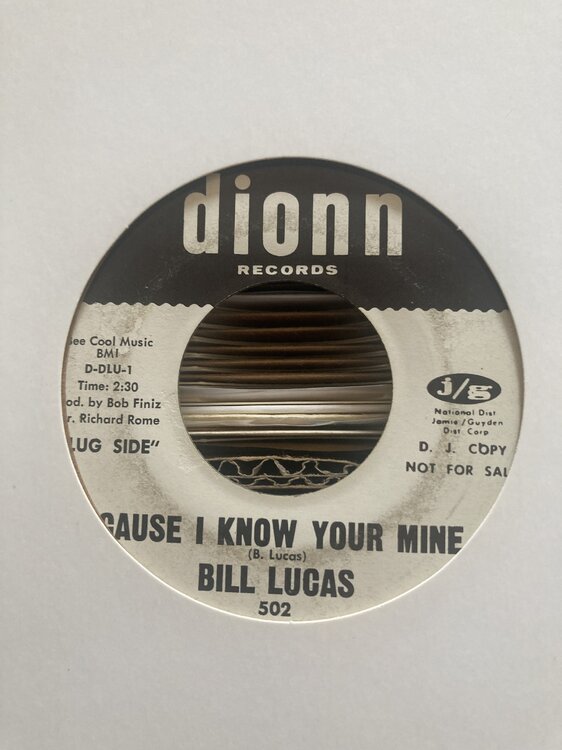 dionn
RECORDS
ee Cool Music
BMI
D-DLU-1
Time: 2:30
od. by Bob Finiz
r. Richard Rome
LUG SIDE"
j/g
National Dist
Jamie/Guyden
Dist Corp
D. J. COPY
NOT FOR SAL
CAUSE I KNOW YOUR MINE
(B. Lucas)
BILL LUCAS
502